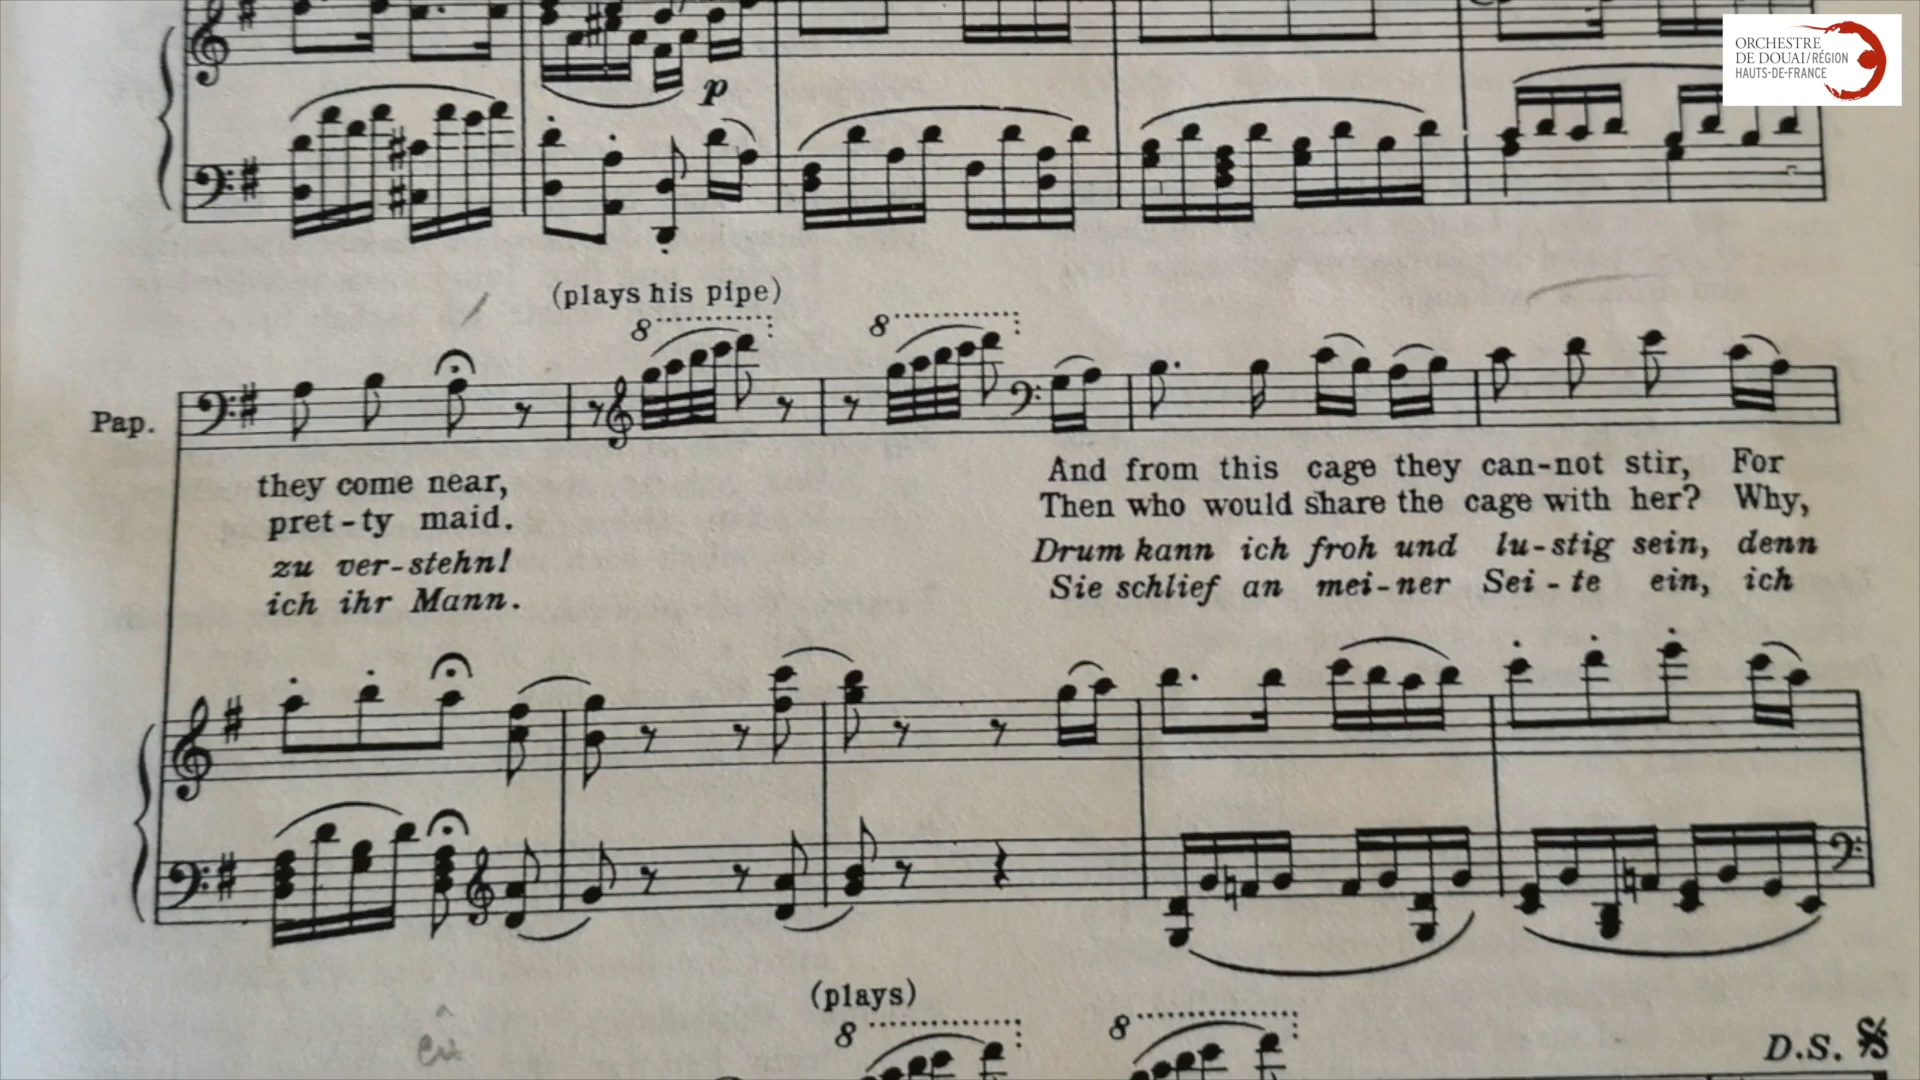 ORCHESTRE
DE DOUAI/RÉGION
HAUTS-DE-FRANCE
p
(plays his pipe)
8 8
Pap.
they come near, And from this cage they can-not stir, For
pret-ty maid. Then who would share the cage with her? Why,
zu ver-stehn! Drum kann ich froh und lu-stig sein, denn
ich ihr Mann. Sie schlief an mei-ner Sei-te ein, ich
(plays)
8 8
D.S.